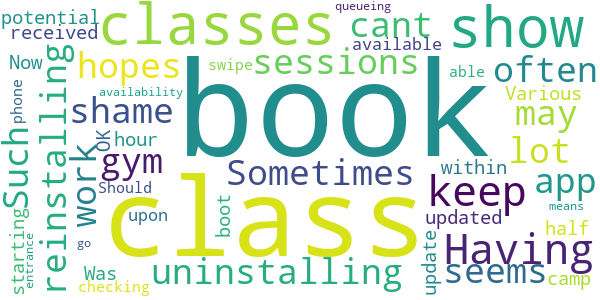 potential
received
classes
cant
queueing
show
available
Now
hopes
swipe
sessions
able
often
availability
book
phone
Such
reinstalling
shame
OK
hour
Various
may
lot
work
gym
Should
Sometimes
within
app
keep
upon
class
boot
updated
Having
means
half
starting
entrance
Was
go
checking
uninstalling
update
seems
camp